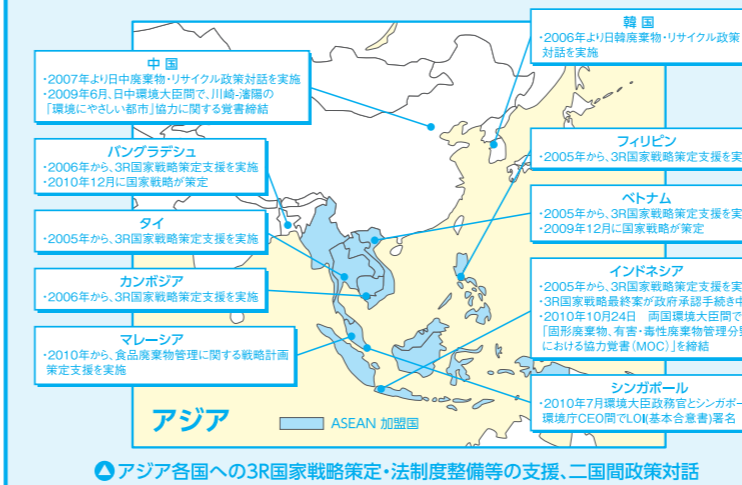 中 国
・2007年より日中廃棄物・リサイクル政策対話を実施
・2009年6月、日中環境大臣間で、川崎-瀋陽の
「環境にやさしい都市」協力に関する覚書締結
バングラデシュ
・2006年から、3R国家戦略策定支援を実施
・2010年12月に国家戦略が策定
タイ
・2005年から、3R国家戦略策定支援を実施
カンボジア
・2006年から、3R国家戦略策定支援を実施
マレーシア
・2010年から、食品廃棄物管理に関する戦略計画
策定支援を実施
韓 国
・2006年より日韓廃棄物・リサイクル政策
対話を実施
フィリピン
・2005年から、3R国家戦略策定支援を実
ベトナム
・2005年から、3R国家戦略策定支援を実
・2009年12月に国家戦略が策定
インドネシア
・2005年から、3R国家戦略策定支援を実
・3R国家戦略最終案が政府承認手続き中
・2010年10月24日 両国環境大臣間で
「固形廃棄物、有害・毒性廃棄物管理分野
における協力覚書(MOC)」を締結
シンガポール
・2010年7月環境大臣政務官とシンガポー
環境庁CEO間でLOI(基本合意書)署名
アジア
ASEAN 加盟国
アジア各国への3R国家戦略策定・法制度整備等の支援、二国間政策対話